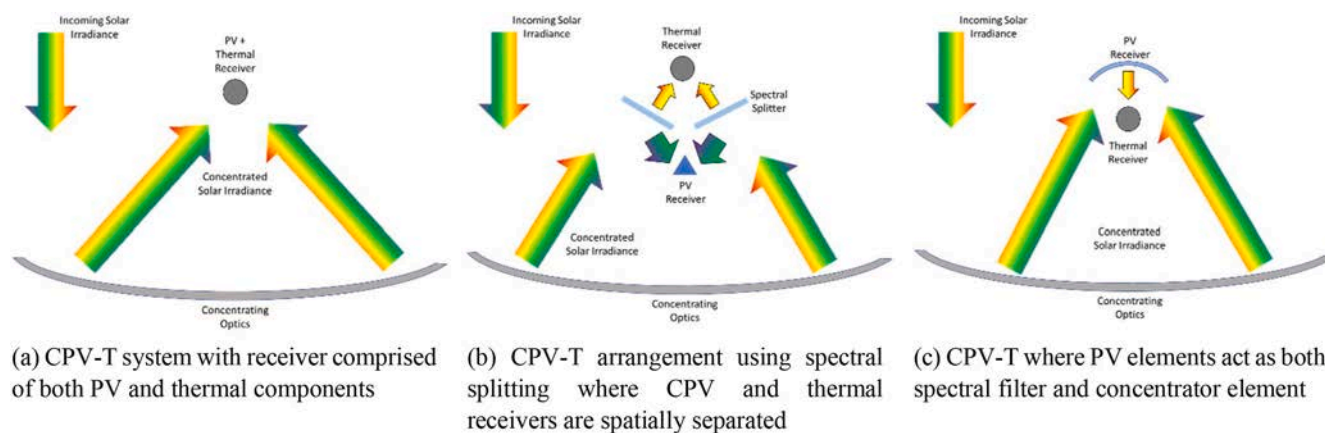 Incoming Solar
Irradiance
PV +
Thermal
Receiver
Concentrated
Solar Irradiance
Concentrating
Optics
(a) CPV-T system with receiver comprised
of both PV and thermal components
Incoming Solar
Irradiance
Thermal
Receiver
Spectral
Splitter
PV
Receiver
Concentrated
Solar Irradiance
Concentrating
Optics
(b) CPV-T arrangement using spectral
splitting where CPV and thermal
receivers are spatially separated
Incoming Solar
Irradiance
PV
Receiver
Thermal
Receiver
Concentrated
Solar Irradiance
Concentrating
Optics
(c) CPV-T where PV elements act as both
spectral filter and concentrator element